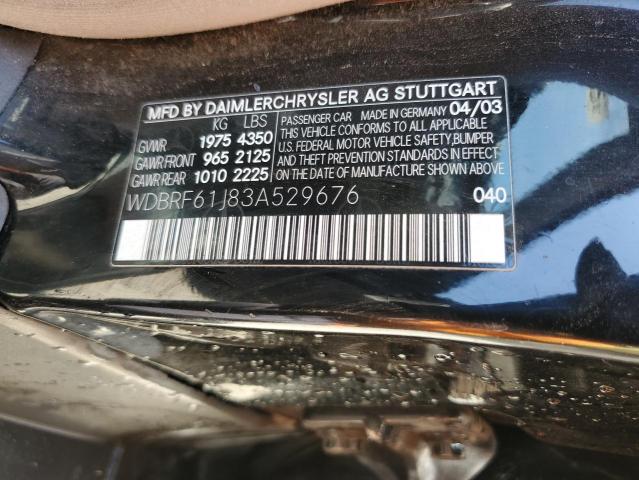 MFD BY DAIMLERCHRYSLER AG STUTTGART
KG LBS
GVWR 1975 4350
GAWR FRONT 965 2125
GAWR REAR 1010 2225
PASSENGER CAR MADE IN GERMANY 04/03
THIS VEHICLE CONFORMS TO ALL APPLICABLE
U.S. FEDERAL MOTOR VEHICLE SAFETY,BUMPER
AND THEFT PREVENTION STANDARDS IN EFFECT
ON THE DATE OF MANUFACTURE SHOWN ABOVE
WDBRF61J83A529676 040